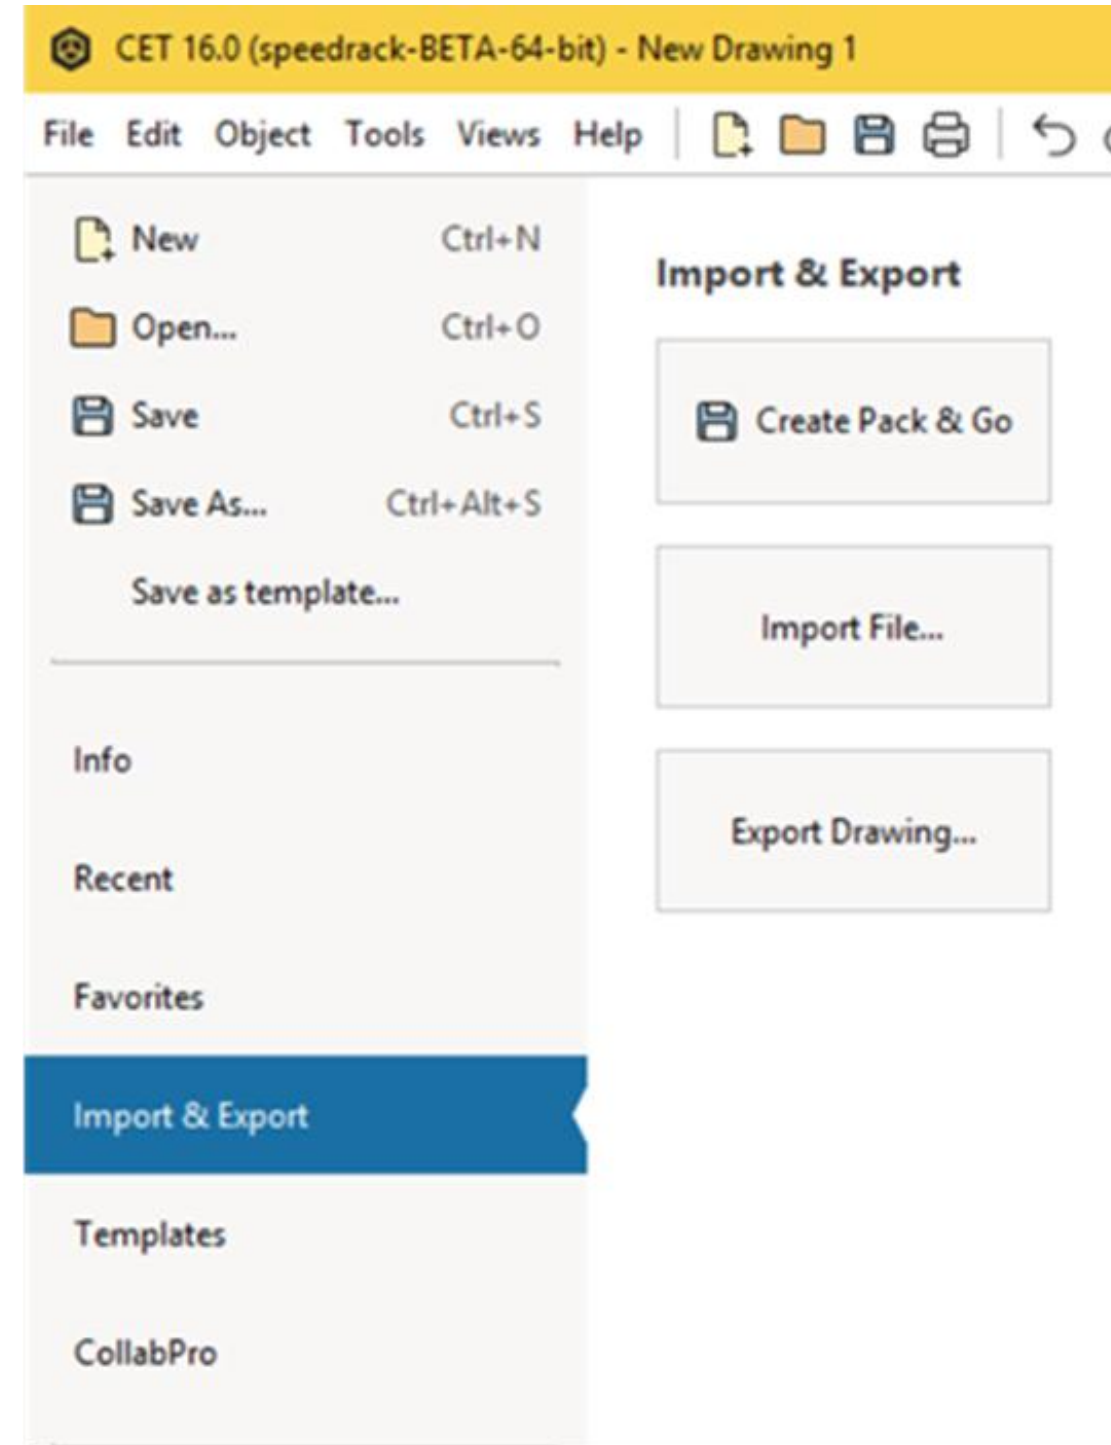 CET 16.0 (speedrack-BETA-64-bit) - New Drawing 1
File Edit Object Tools Views Help
New Ctrl+N
Open... Ctrl+O
Save Ctrl+S
Save As... Ctrl+Alt+S
Save as template...
Info
Recent
Favorites
Import & Export
Templates
CollabPro
Import & Export
Create Pack & Go
Import File...
Export Drawing...